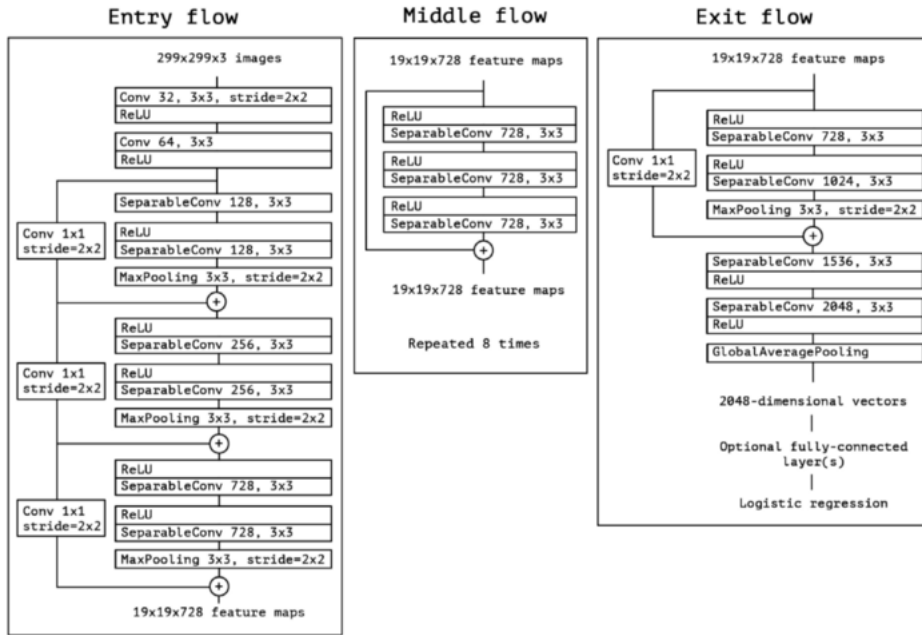 Entry flow
299x299x3 images
Conv 32, 3x3, stride=2x2
ReLU
Conv 64, 3x3
ReLU
SeparableConv 128, 3x3
Conv 1x1
stride=2x2
ReLU
SeparableConv 128, 3x3
MaxPooling 3x3, stride=2x2
+
ReLU
SeparableConv 256, 3x3
Conv 1x1
stride=2x2
ReLU
SeparableConv 256, 3x3
MaxPooling 3x3, stride=2x2
+
ReLU
SeparableConv 728, 3x3
Conv 1x1
stride=2x2
ReLU
SeparableConv 728, 3x3
MaxPooling 3x3, stride=2x2
+
19x19x728 feature maps
Middle flow
19x19x728 feature maps
ReLU
SeparableConv 728, 3x3
ReLU
SeparableConv 728, 3x3
ReLU
SeparableConv 728, 3x3
+
19x19x728 feature maps
Repeated 8 times
Exit flow
19x19x728 feature maps
ReLU
SeparableConv 728, 3x3
Conv 1x1
stride=2x2
ReLU
SeparableConv 1024, 3x3
MaxPooling 3x3, stride=2x2
+
SeparableConv 1536, 3x3
ReLU
SeparableConv 2048, 3x3
ReLU
GlobalAveragePooling
2048-dimensional vectors
Optional fully-connected
layer(s)
Logistic regression